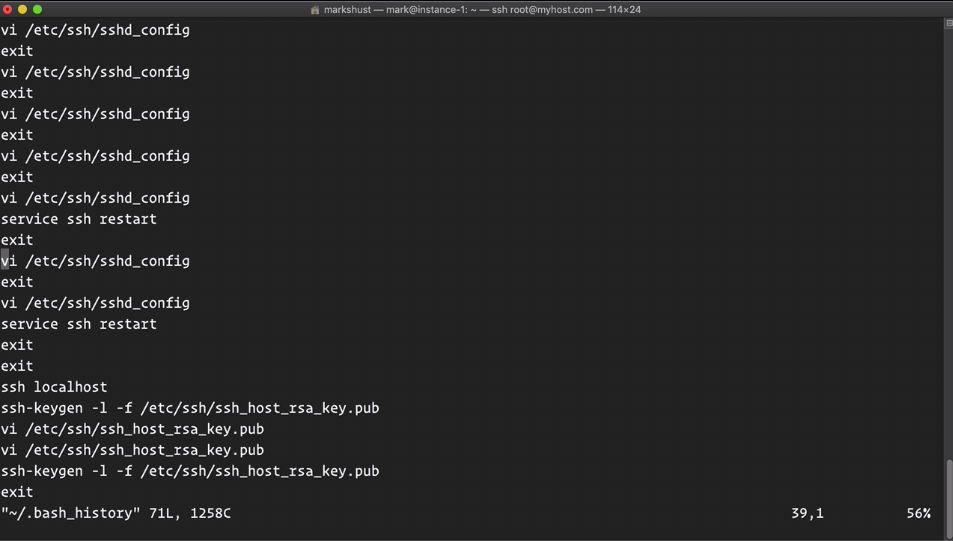 markshust — mark@instance-1: ~ — ssh root@myhost.com — 114×24
vi /etc/ssh/sshd_config
exit
vi /etc/ssh/sshd_config
exit
vi /etc/ssh/sshd_config
exit
vi /etc/ssh/sshd_config
exit
vi /etc/ssh/sshd_config
service ssh restart
exit
vi /etc/ssh/sshd_config
exit
vi /etc/ssh/sshd_config
service ssh restart
exit
exit
ssh localhost
ssh-keygen -l -f /etc/ssh/ssh_host_rsa_key.pub
vi /etc/ssh/ssh_host_rsa_key.pub
vi /etc/ssh/ssh_host_rsa_key.pub
ssh-keygen -l -f /etc/ssh/ssh_host_rsa_key.pub
exit
"~/.bash_history" 71L, 1258C 39,1 56%